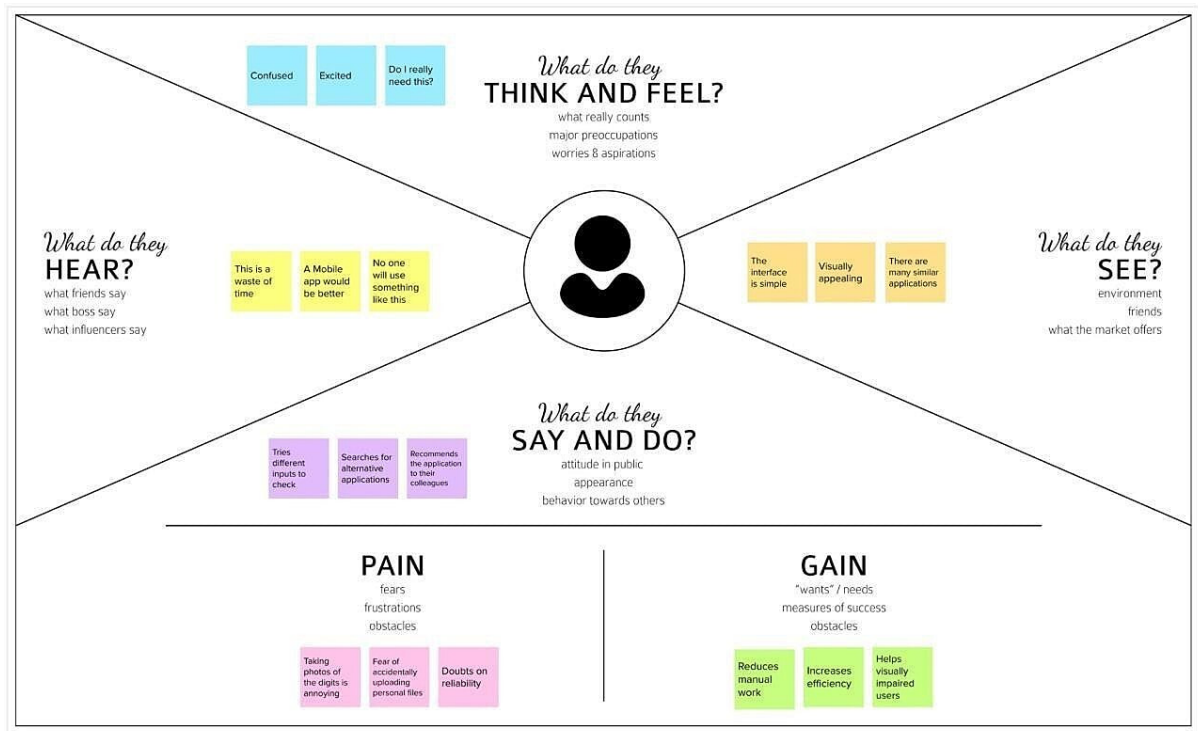 Confused
Excited
Do I really
need this?
What do they
THINK AND FEEL?
what really counts
major preoccupations
worries & aspirations
What do they
HEAR?
what friends say
what boss say
what influencers say
This is a
waste of
time
A Mobile
app would
be better
No one
will use
something
like this
The
interface
is simple
Visually
appealing
There are
many similar
applications
What do they
SEE?
environment
friends
what the market offers
Tries
different
inputs to
check
Searches for
alternative
applications
Recommends
the application
to their
colleagues
What do they
SAY AND DO?
attitude in public
appearance
behavior towards others
PAIN
fears
frustrations
obstacles
Taking
photos of
the digits is
annoying
Fear of
accidentally
uploading
personal files
Doubts on
reliability
GAIN
"wants" / needs
measures of success
obstacles
Reduces
manual
work
Increases
efficiency
Helps
visually
impaired
users